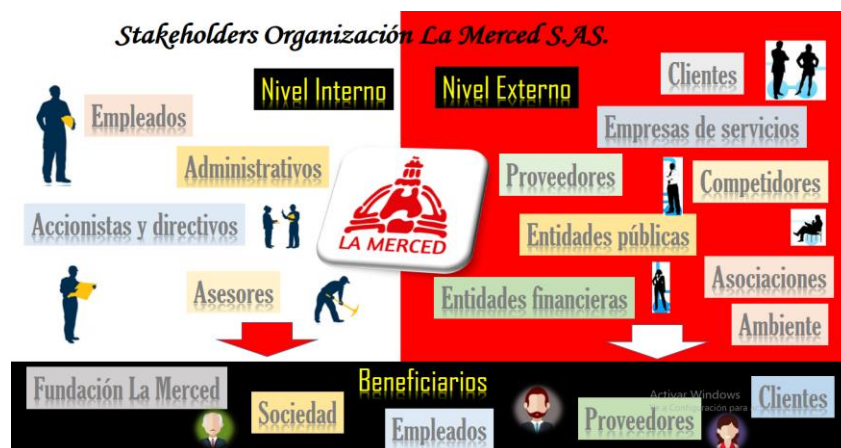 Stakeholders Organización La Merced S.AS.
Nivel Interno
Nivel Externo
Clientes
Empleados
Empresas de servicios
Administrativos
Proveedores
Competidores
Accionistas y directivos
LA MERCED
Entidades públicas
Asesores
Entidades financieras
Asociaciones
Ambiente
Beneficiarios
Fundación La Merced
Sociedad
Empleados
Proveedores
Clientes
Activar Windows